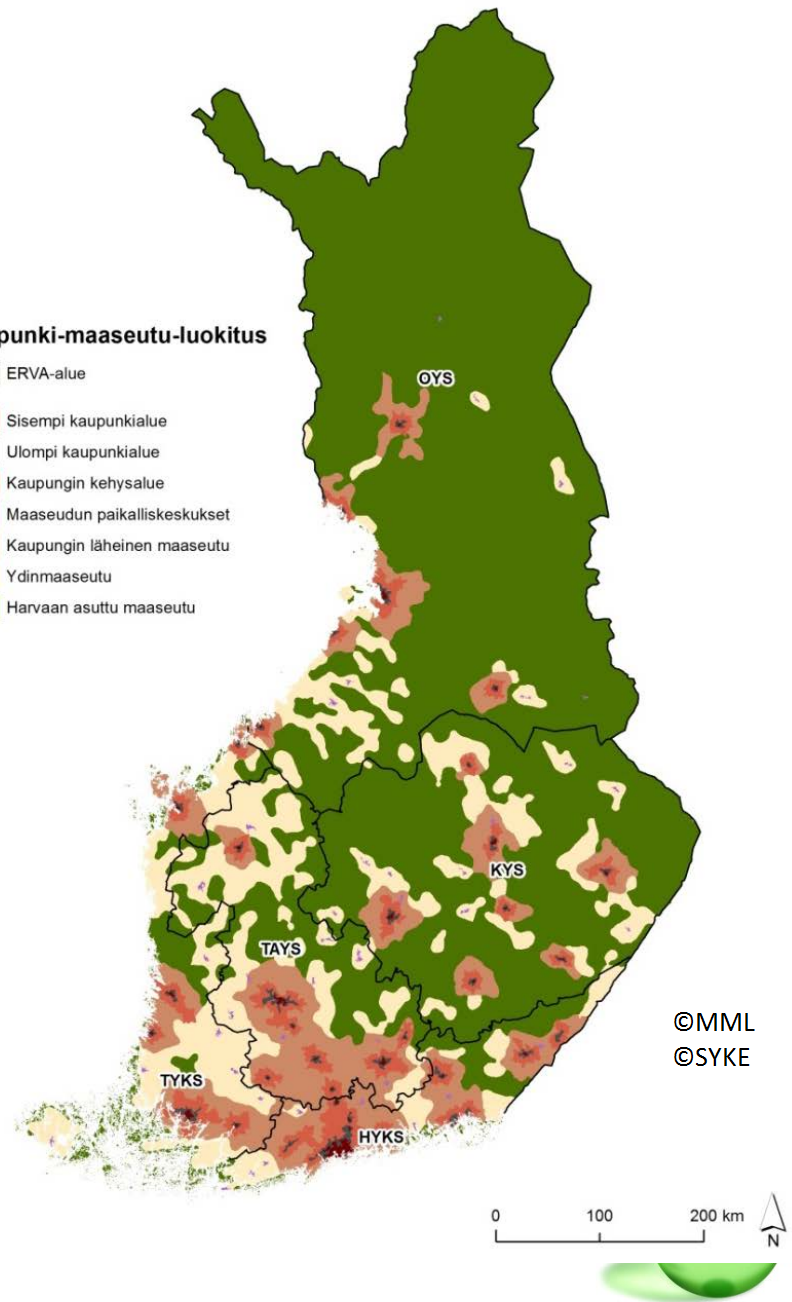 punki-maaseutu-luokitus
ERVA-alue
Sisempi kaupunkialue
Ulompi kaupunkialue
Kaupungin kehysalue
Maaseudun paikalliskeskukset
Kaupungin läheinen maaseutu
Ydinmaaseutu
Harvaan asuttu maaseutu
OYS
KYS
TAYS
TYKS
HYKS
©MML
©SYKE
0 100 200 km
N